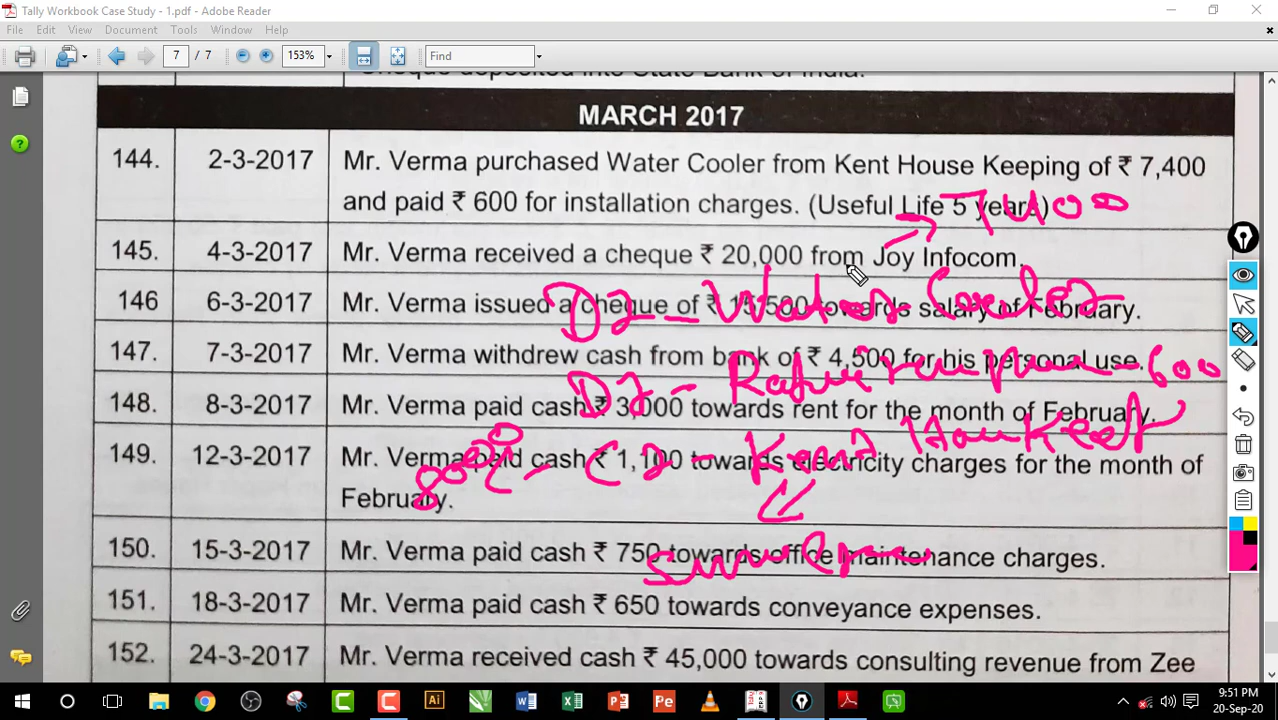 Tally Workbook Case Study - 1.pdf - Adobe Reader
File Edit View Document Tools Window Help
7 / 7 153% Find
Cheque deposited into State Bank of India.
MARCH 2017
144. 2-3-2017 Mr. Verma purchased Water Cooler from Kent House Keeping of ₹ 7,400
and paid ₹ 600 for installation charges. (Useful Life 5 years)
7400
145. 4-3-2017 Mr. Verma received a cheque ₹ 20,000 from Joy Infocom.
146 6-3-2017 Mr. Verma issued a cheque of ₹ 15,500 towards salary of February.
Dr - Water Cooler
147. 7-3-2017 Mr. Verma withdrew cash from bank of ₹ 4,500 for his personal use.
600
148. 8-3-2017 Mr. Verma paid cash ₹ 3,000 towards rent for the month of February.
149. 12-3-2017 Mr. Verma paid cash ₹ 1,100 towards electricity charges for the month of
February.
8000
150. 15-3-2017 Mr. Verma paid cash ₹ 750 towards office maintenance charges.
151. 18-3-2017 Mr. Verma paid cash ₹ 650 towards conveyance expenses.
152. 24-3-2017 Mr. Verma received cash ₹ 45,000 towards consulting revenue from Zee
9:51 PM
20-Sep-20